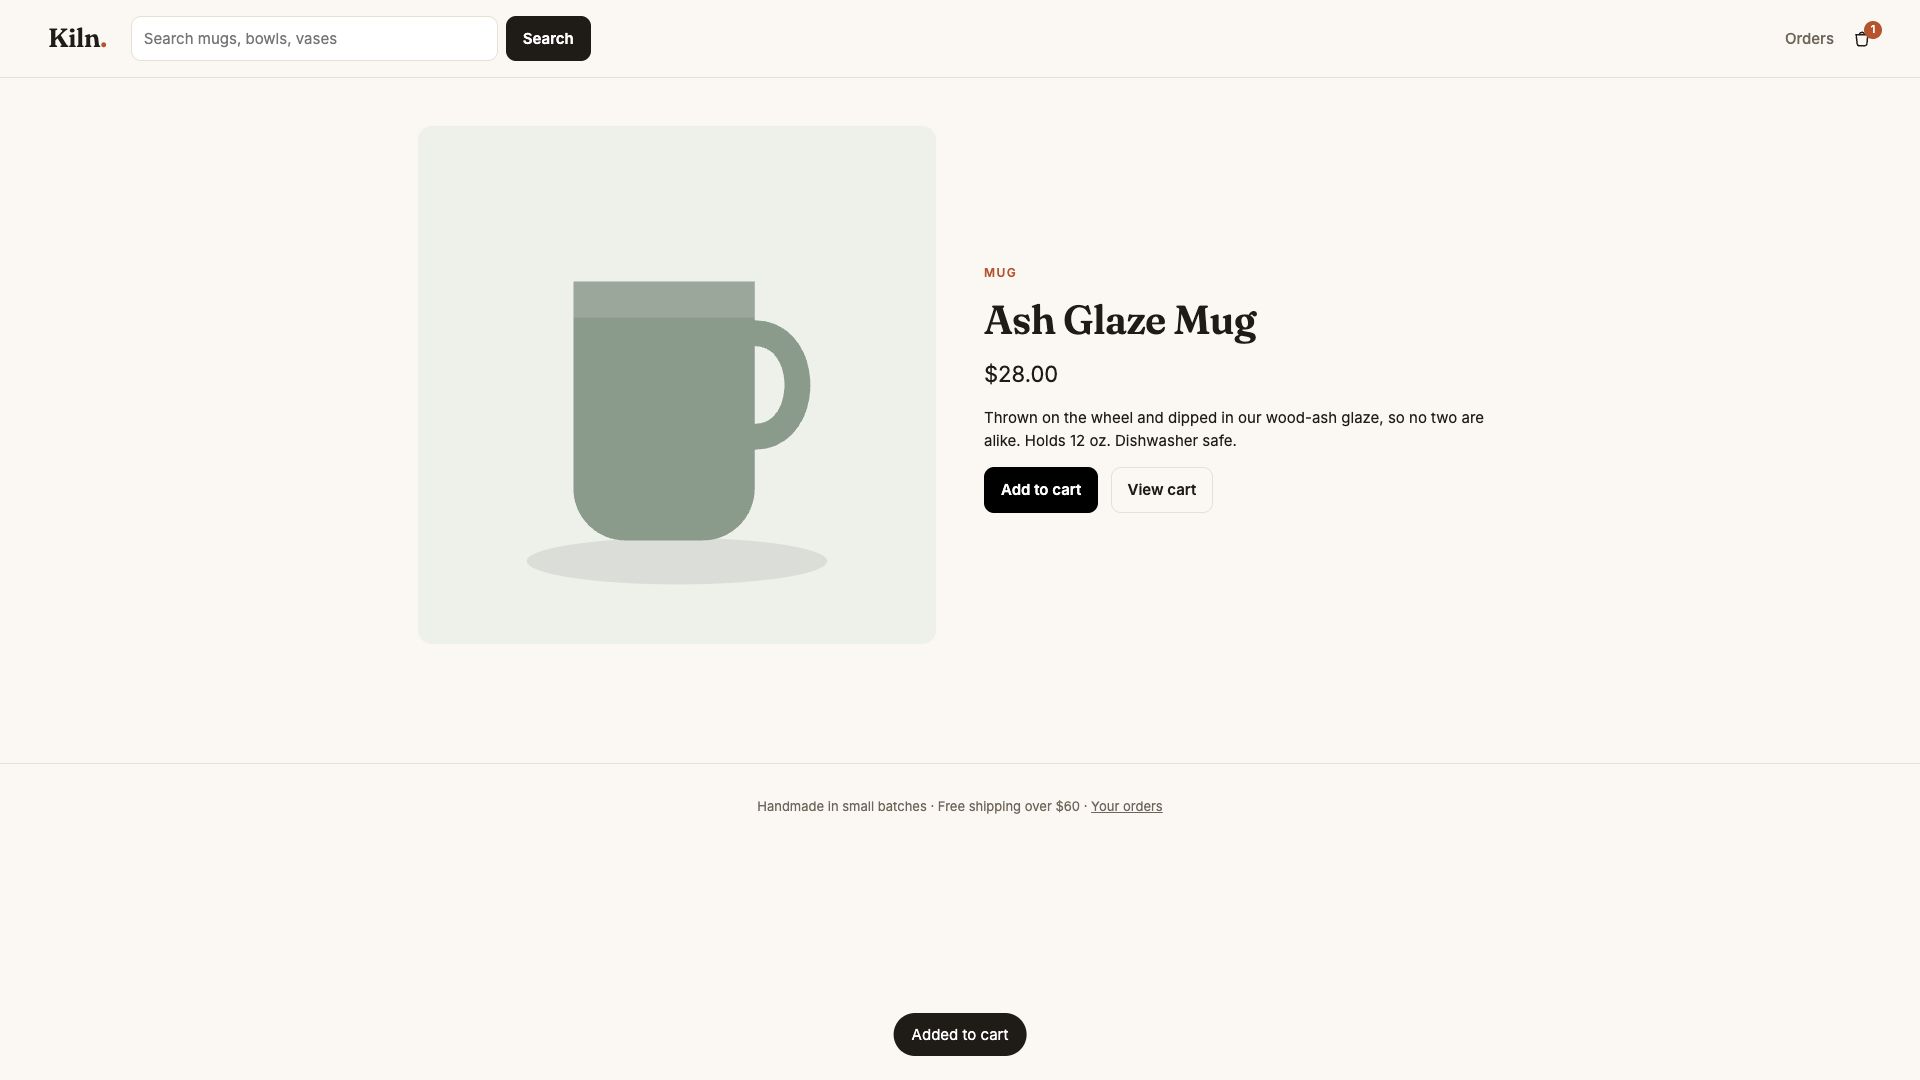 Kiln.
Search mugs, bowls, vases
Search
Orders
1
MUG
Ash Glaze Mug
$28.00
Thrown on the wheel and dipped in our wood-ash glaze, so no two are
alike. Holds 12 oz. Dishwasher safe.
Add to cart
View cart
Handmade in small batches · Free shipping over $60 · Your orders
Added to cart